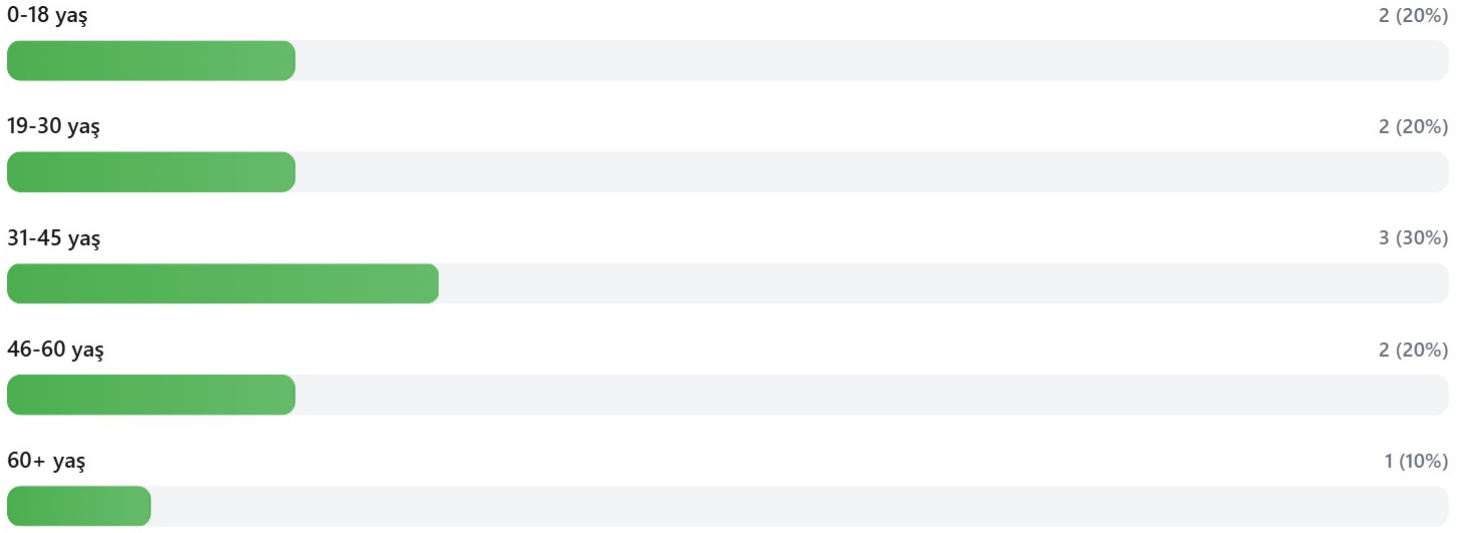 0-18 yaş 2 (20%)
19-30 yaş 2 (20%)
31-45 yaş 3 (30%)
46-60 yaş 2 (20%)
60+ yaş 1 (10%)